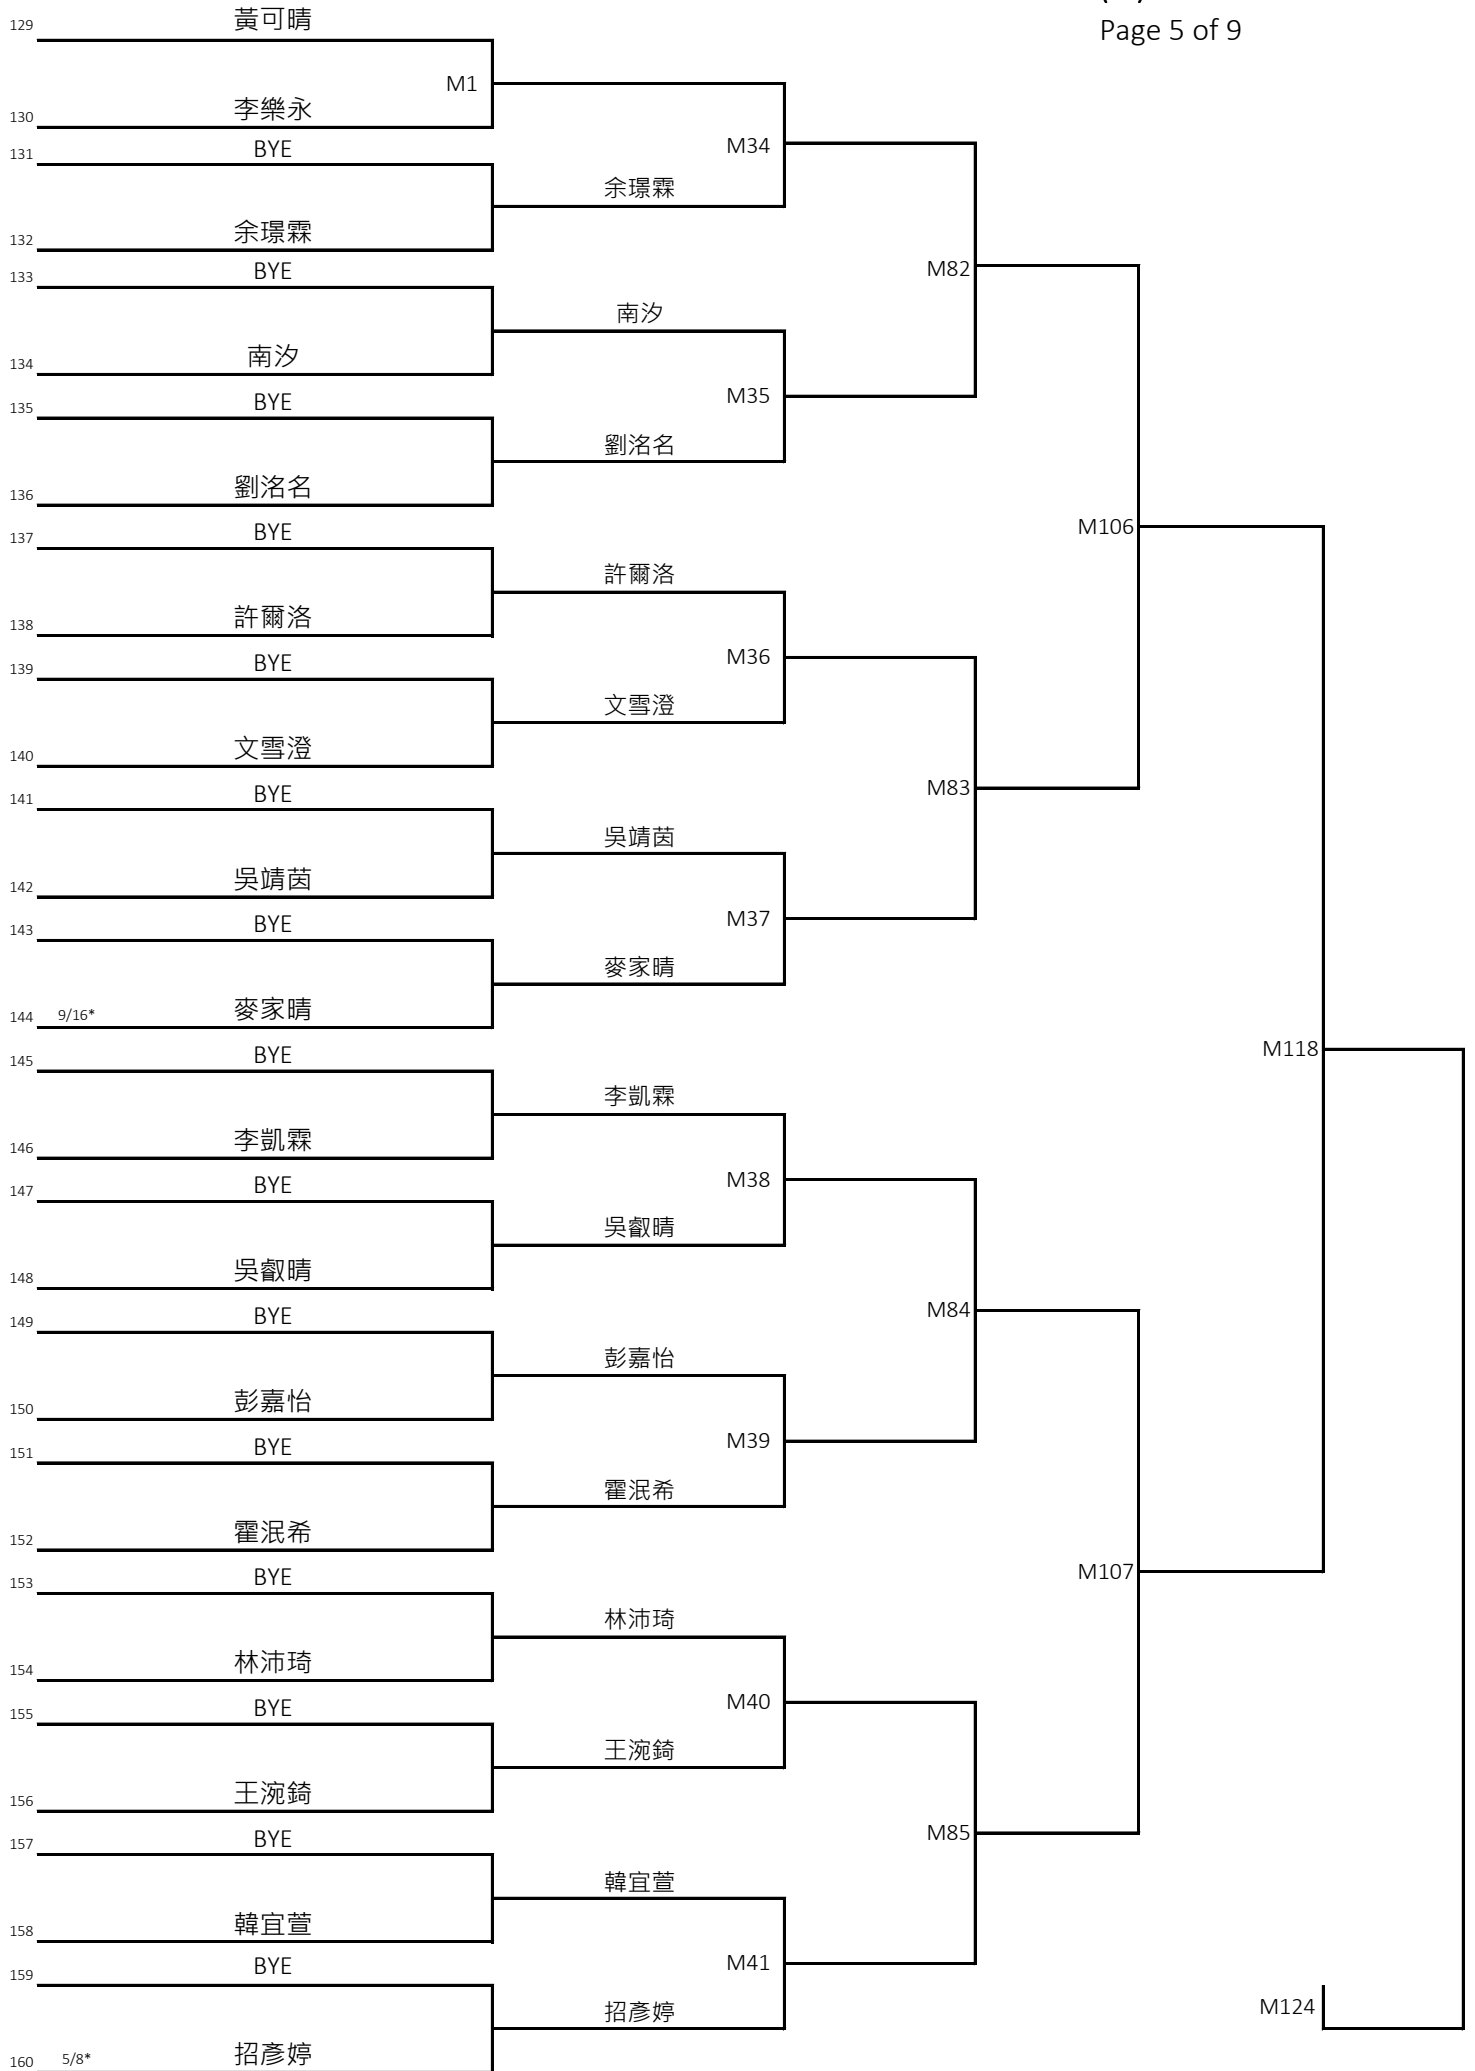 Page 5 of 9
129 黃可晴
M1
130 李樂永
131 BYE
M34
余璟霖
132 余璟霖
133 BYE
M82
南汐
134 南汐
M35
135 BYE
劉洺名
136 劉洺名
M106
137 BYE
許爾洛
138 許爾洛
M36
139 BYE
文雪澄
140 文雪澄
M83
141 BYE
吳靖茵
142 吳靖茵
M37
143 BYE
麥家晴
144 9/16* 麥家晴
M118
145 BYE
李凱霖
146 李凱霖
M38
147 BYE
吳叡晴
148 吳叡晴
M84
149 BYE
彭嘉怡
150 彭嘉怡
M39
151 BYE
霍泯希
152 霍泯希
M107
153 BYE
林沛琦
154 林沛琦
M40
155 BYE
王涴錡
156 王涴錡
M85
157 BYE
韓宜萱
158 韓宜萱
M41
159 BYE
M124
招彥婷
160 5/8* 招彥婷